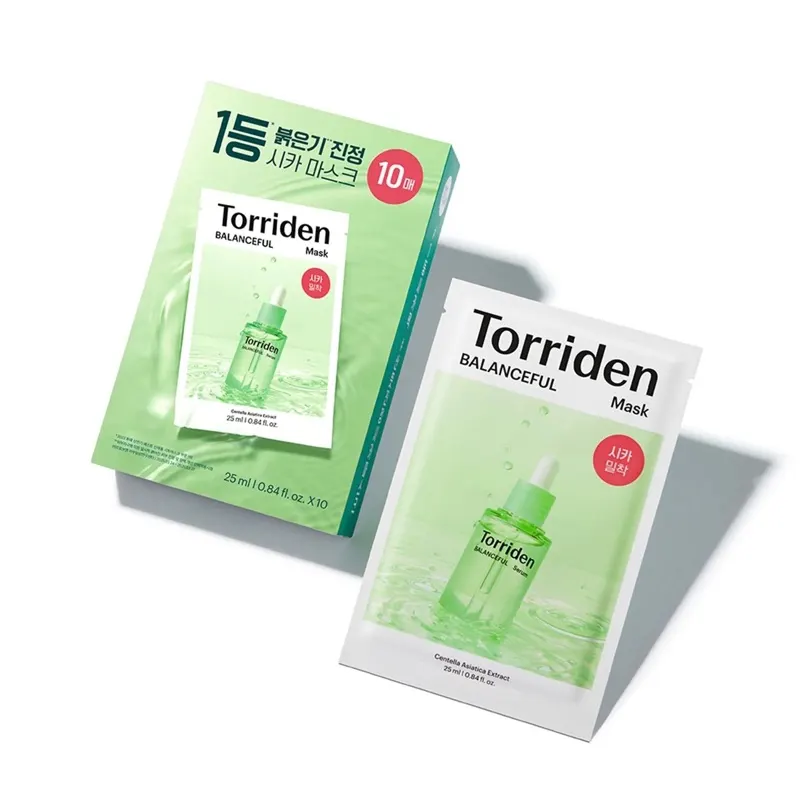 1등 붉은기 진정
시카 마스크
10매
Torriden
BALANCEFUL
Mask
시카
밀착
Torriden
BALANCEFUL Serum
Centella Asiatica Extract
25 ml | 0.84 fl. oz.
25 ml | 0.84 fl. oz. X 10
Torriden
BALANCEFUL
Mask
시카
밀착
Torriden
BALANCEFUL Serum
Centella Asiatica Extract
25 ml | 0.84 fl. oz.